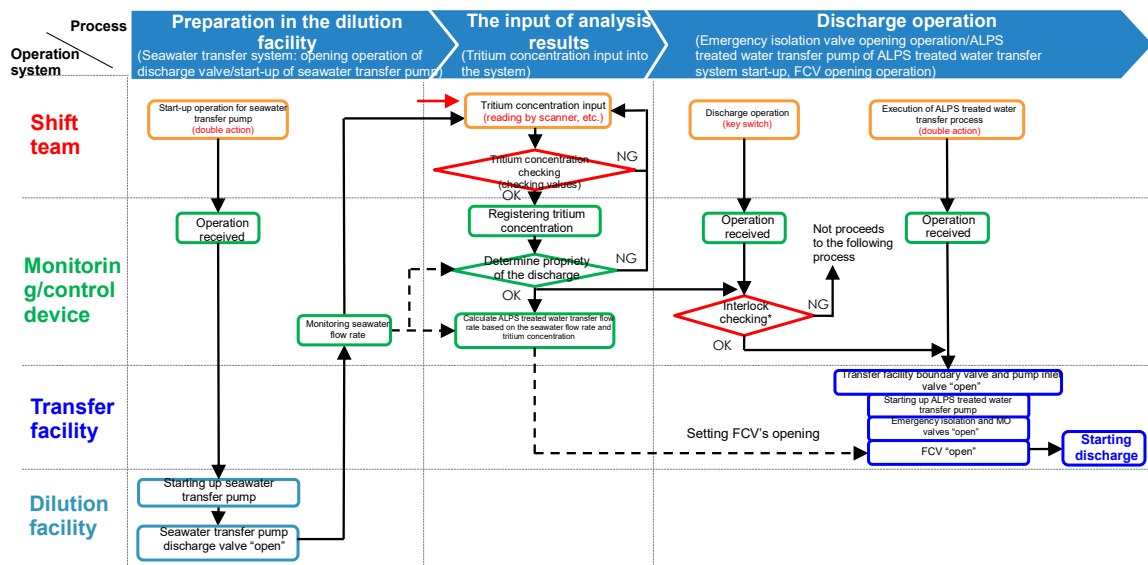 Process
Operation
system
Preparation in the dilution
facility
(Seawater transfer system: opening operation of
discharge valve/start-up of seawater transfer pump)
The input of analysis
results
(Tritium concentration input into
the system)
Discharge operation
(Emergency isolation valve opening operation/ALPS
treated water transfer pump of ALPS treated water transfer
system start-up, FCV opening operation)
Shift
team
Start-up operation for seawater
transfer pump
(double action)
Tritium concentration input
(reading by scanner, etc.)
Discharge operation
(key switch)
Execution of ALPS treated water
transfer process
(double action)
Tritium concentration
checking
(checking values)
NG
OK
Monitorin
g/control
device
Operation
received
Registering tritium
concentration
Operation
received
Operation
received
Not proceeds
to the following
process
Determine propriety
of the discharge
NG
OK
Interlock
checking*
NG
OK
Monitoring seawater
flow rate
Calculate ALPS treated water transfer flow
rate based on the seawater flow rate and
tritium concentration
Transfer
facility
Transfer facility boundary valve and pump inlet
valve “open”
Starting up ALPS treated water
transfer pump
Emergency isolation and MO
valves “open”
FCV “open”
Setting FCV’s opening
Starting
discharge
Dilution
facility
Starting up seawater
transfer pump
Seawater transfer pump
discharge valve “open”